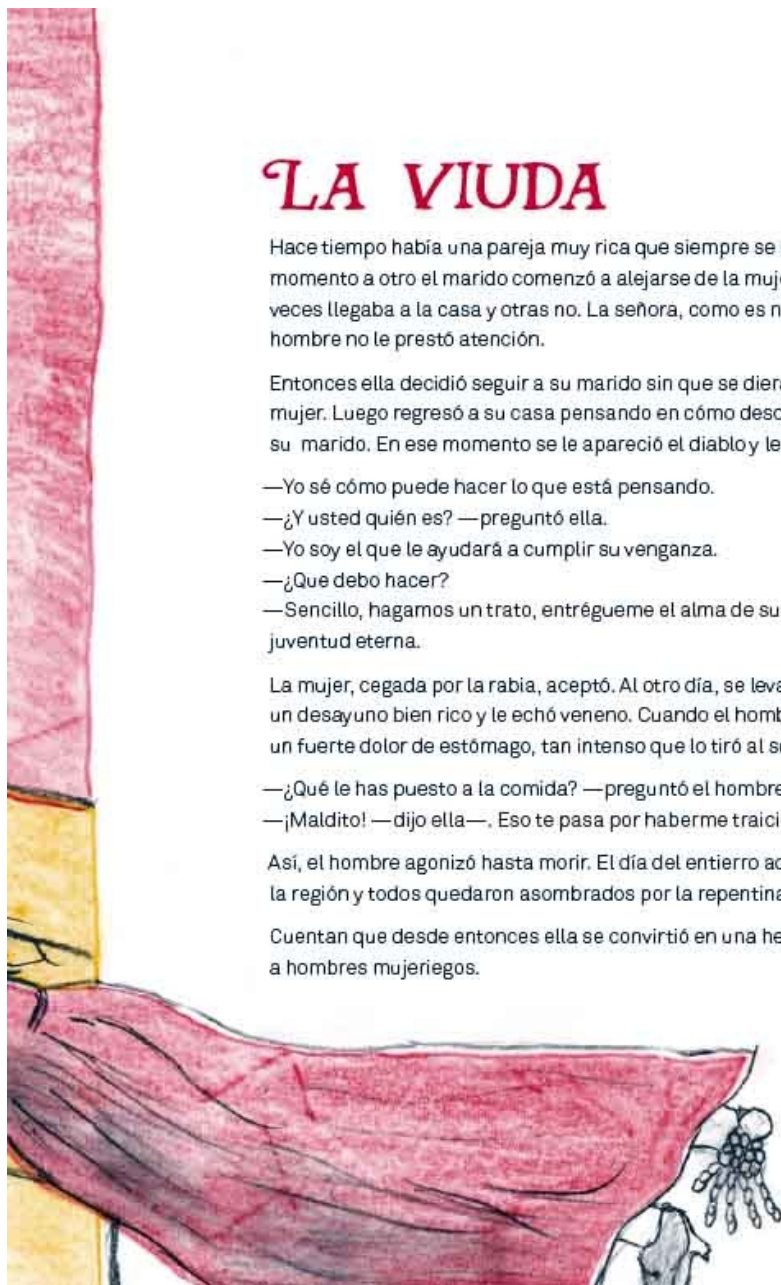 LA VIUDA
Hace tiempo había una pareja muy rica que siempre se
momento a otro el marido comenzó a alejarse de la muj
veces llegaba a la casa y otras no. La señora, como es n
hombre no le prestó atención.
Entonces ella decidió seguir a su marido sin que se diera
mujer. Luego regresó a su casa pensando en cómo desc
su marido. En ese momento se le apareció el diablo y le
—Yo sé cómo puede hacer lo que está pensando.
—¿Y usted quién es? —preguntó ella.
—Yo soy el que le ayudará a cumplir su venganza.
—¿Que debo hacer?
—Sencillo, hagamos un trato, entrégueme el alma de su
juventud eterna.
La mujer, cegada por la rabia, aceptó. Al otro día, se leva
un desayuno bien rico y le echó veneno. Cuando el homb
un fuerte dolor de estómago, tan intenso que lo tiró al s
—¿Qué le has puesto a la comida? —preguntó el hombre
—¡Maldito! —dijo ella—. Eso te pasa por haberme traici
Así, el hombre agonizó hasta morir. El día del entierro ac
la región y todos quedaron asombrados por la repentina
Cuentan que desde entonces ella se convirtió en una he
a hombres mujeriegos.